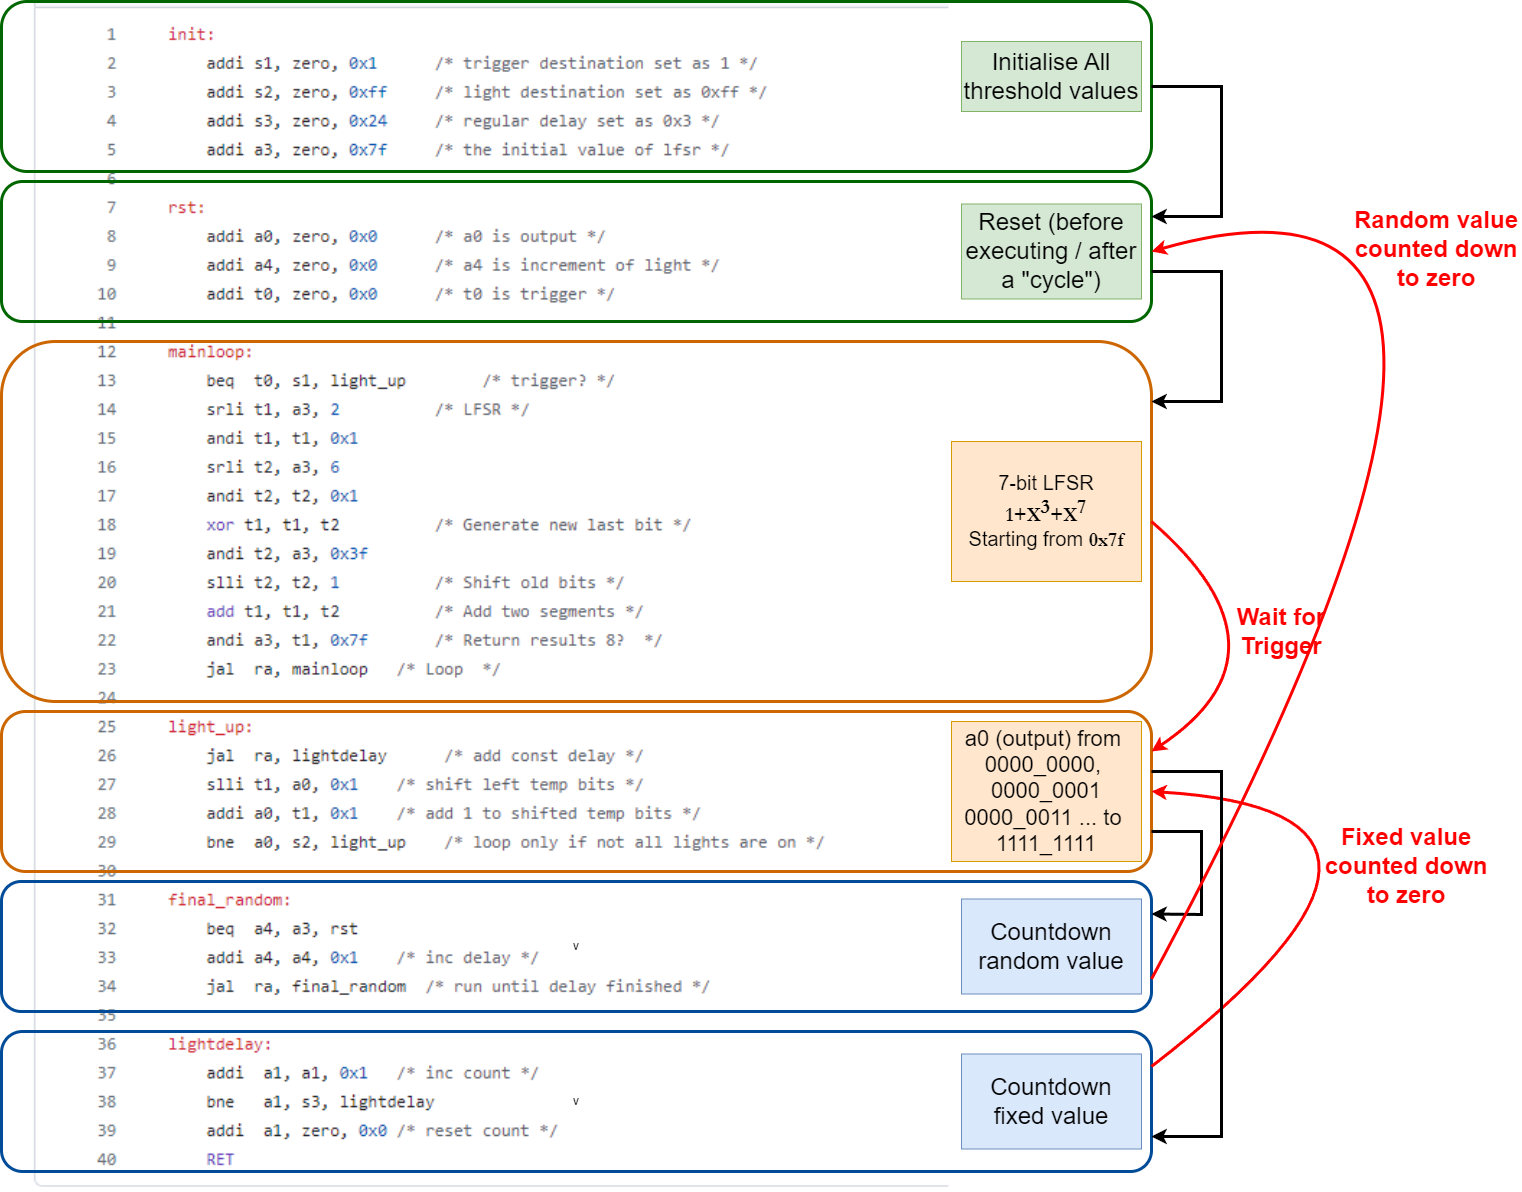 1 init:
2 addi s1, zero, 0x1 /* trigger destination set as 1 */
3 addi s2, zero, 0xff /* light destination set as 0xff */
4 addi s3, zero, 0x24 /* regular delay set as 0x3 */
5 addi a3, zero, 0x7f /* the initial value of lfsr */
6
Initialise All
threshold values
7 rst:
8 addi a0, zero, 0x0 /* a0 is output */
9 addi a4, zero, 0x0 /* a4 is increment of light */
10 addi t0, zero, 0x0 /* t0 is trigger */
11
Reset (before
executing / after
a "cycle")
Random value
counted down
to zero
12 mainloop:
13 beq t0, s1, light_up /* trigger? */
14 srli t1, a3, 2 /* LFSR */
15 andi t1, t1, 0x1
16 srli t2, a3, 6
17 andi t2, t2, 0x1
18 xor t1, t1, t2 /* Generate new last bit */
19 andi t2, a3, 0x3f
20 slli t2, t2, 1 /* Shift old bits */
21 add t1, t1, t2 /* Add two segments */
22 andi a3, t1, 0x7f /* Return results 8? */
23 jal ra, mainloop /* Loop */
24
7-bit LFSR
1+X³+X⁷
Starting from 0x7f
Wait for
Trigger
25 light_up:
26 jal ra, lightdelay /* add const delay */
27 slli t1, a0, 0x1 /* shift left temp bits */
28 addi a0, t1, 0x1 /* add 1 to shifted temp bits */
29 bne a0, s2, light_up /* loop only if not all lights are on */
30
a0 (output) from
0000_0000,
0000_0001
0000_0011 ... to
1111_1111
Fixed value
counted down
to zero
31 final_random:
32 beq a4, a3, rst
v
33 addi a4, a4, 0x1 /* inc delay */
34 jal ra, final_random /* run until delay finished */
35
Countdown
random value
36 lightdelay:
37 addi a1, a1, 0x1 /* inc count */
38 bne a1, s3, lightdelay v
39 addi a1, zero, 0x0 /* reset count */
40 RET
Countdown
fixed value